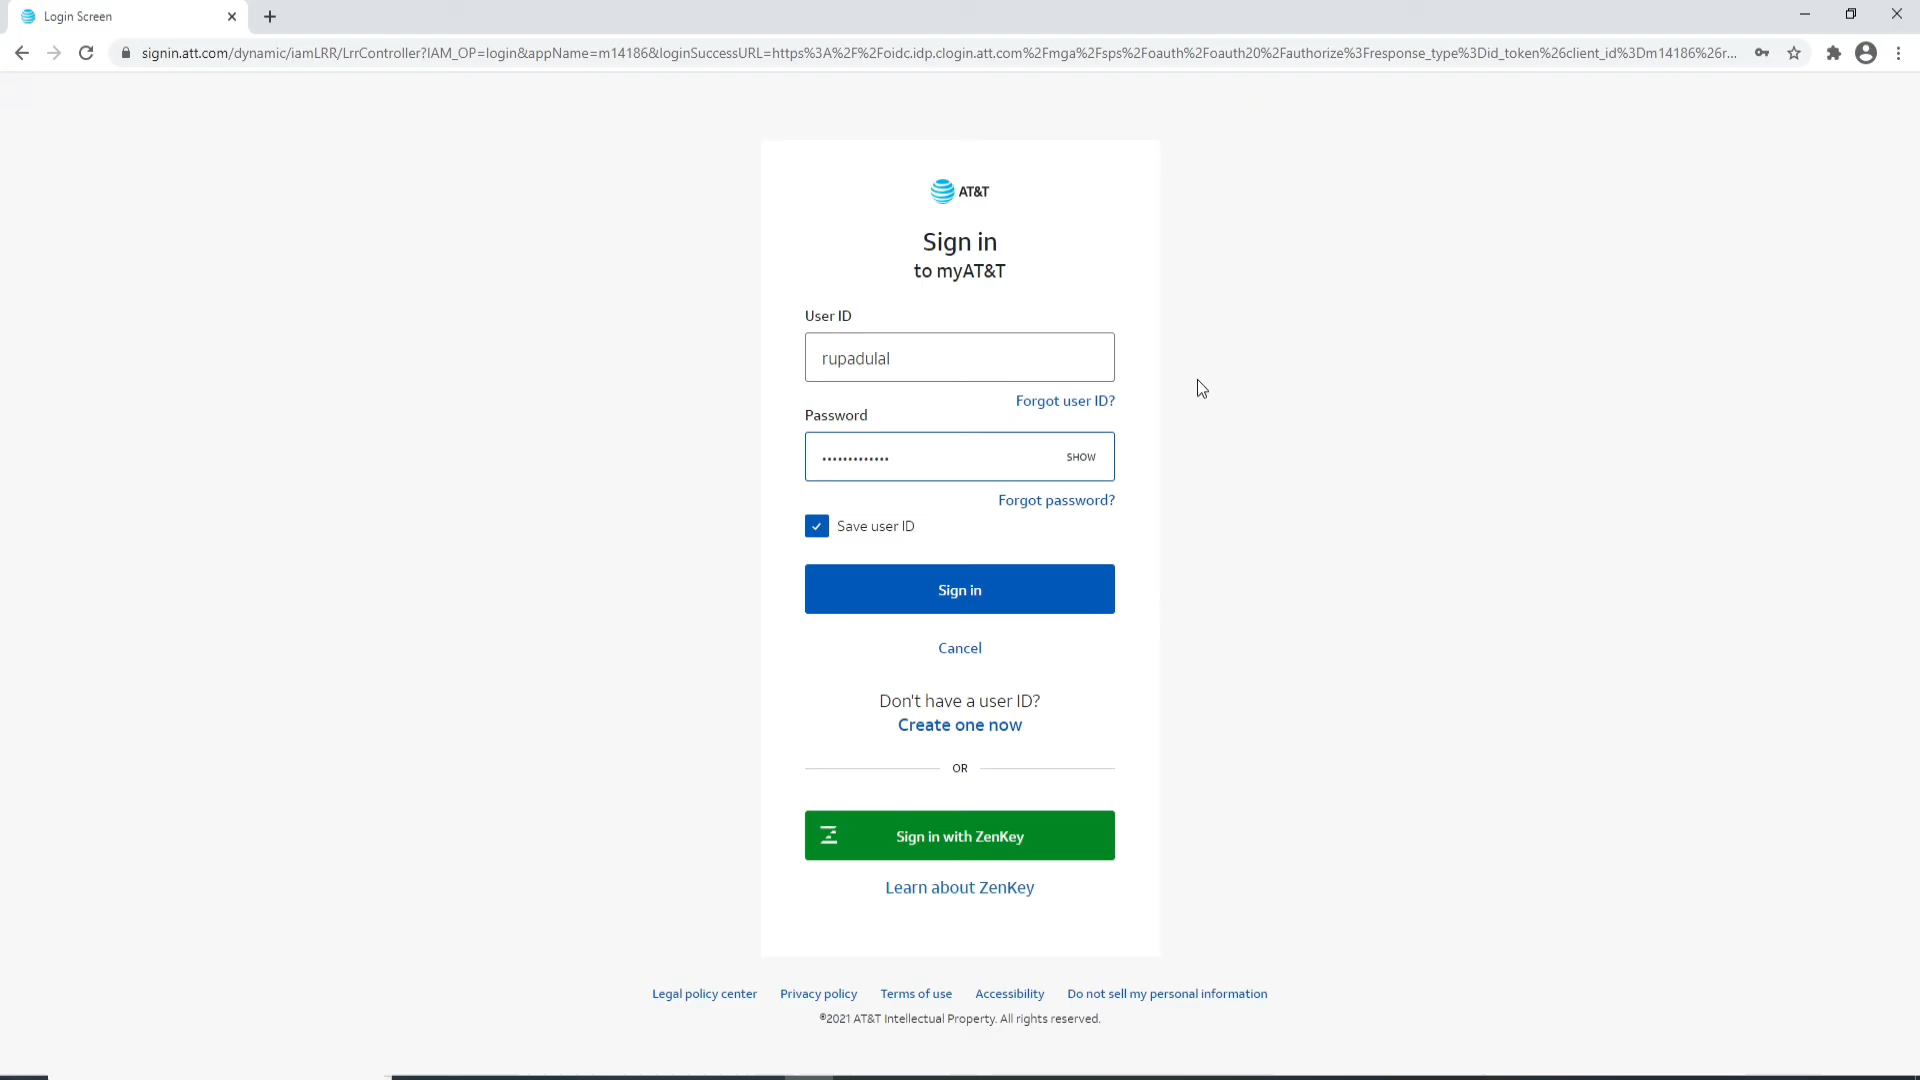 Login Screen
signin.att.com/dynamic/iamLRR/LrrController?IAM_OP=login&appName=m14186&loginSuccessURL=https%3A%2F%2Foidc.idp.clogin.att.com%2Fmga%2Fsps%2Foauth%2Foauth20%2Fauthorize%3Fresponse_type%3Did_token%26client_id%3Dm14186%26r...
AT&T
Sign in
to myAT&T
User ID
rupadulal
Forgot user ID?
Password
•••••••••••••
SHOW
Forgot password?
Save user ID
Sign in
Cancel
Don't have a user ID?
Create one now
OR
Sign in with ZenKey
Learn about ZenKey
Legal policy center Privacy policy Terms of use Accessibility Do not sell my personal information
©2021 AT&T Intellectual Property. All rights reserved.